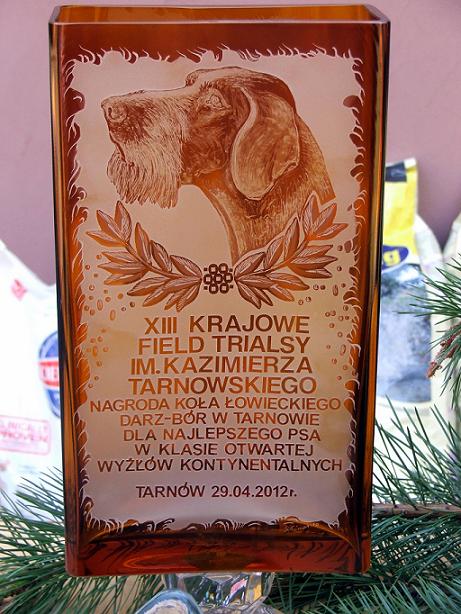 XIII KRAJOWE
FIELD TRIALSY
IM.KAZIMIERZA
TARNOWSKIEGO
NAGRODA KOŁA ŁOWIECKIEGO
DARZ-BÓR W TARNOWIE
DLA NAJLEPSZEGO PSA
W KLASIE OTWARTEJ
WYŻŁÓW KONTYNENTALNYCH
TARNÓW 29.04.2012r.